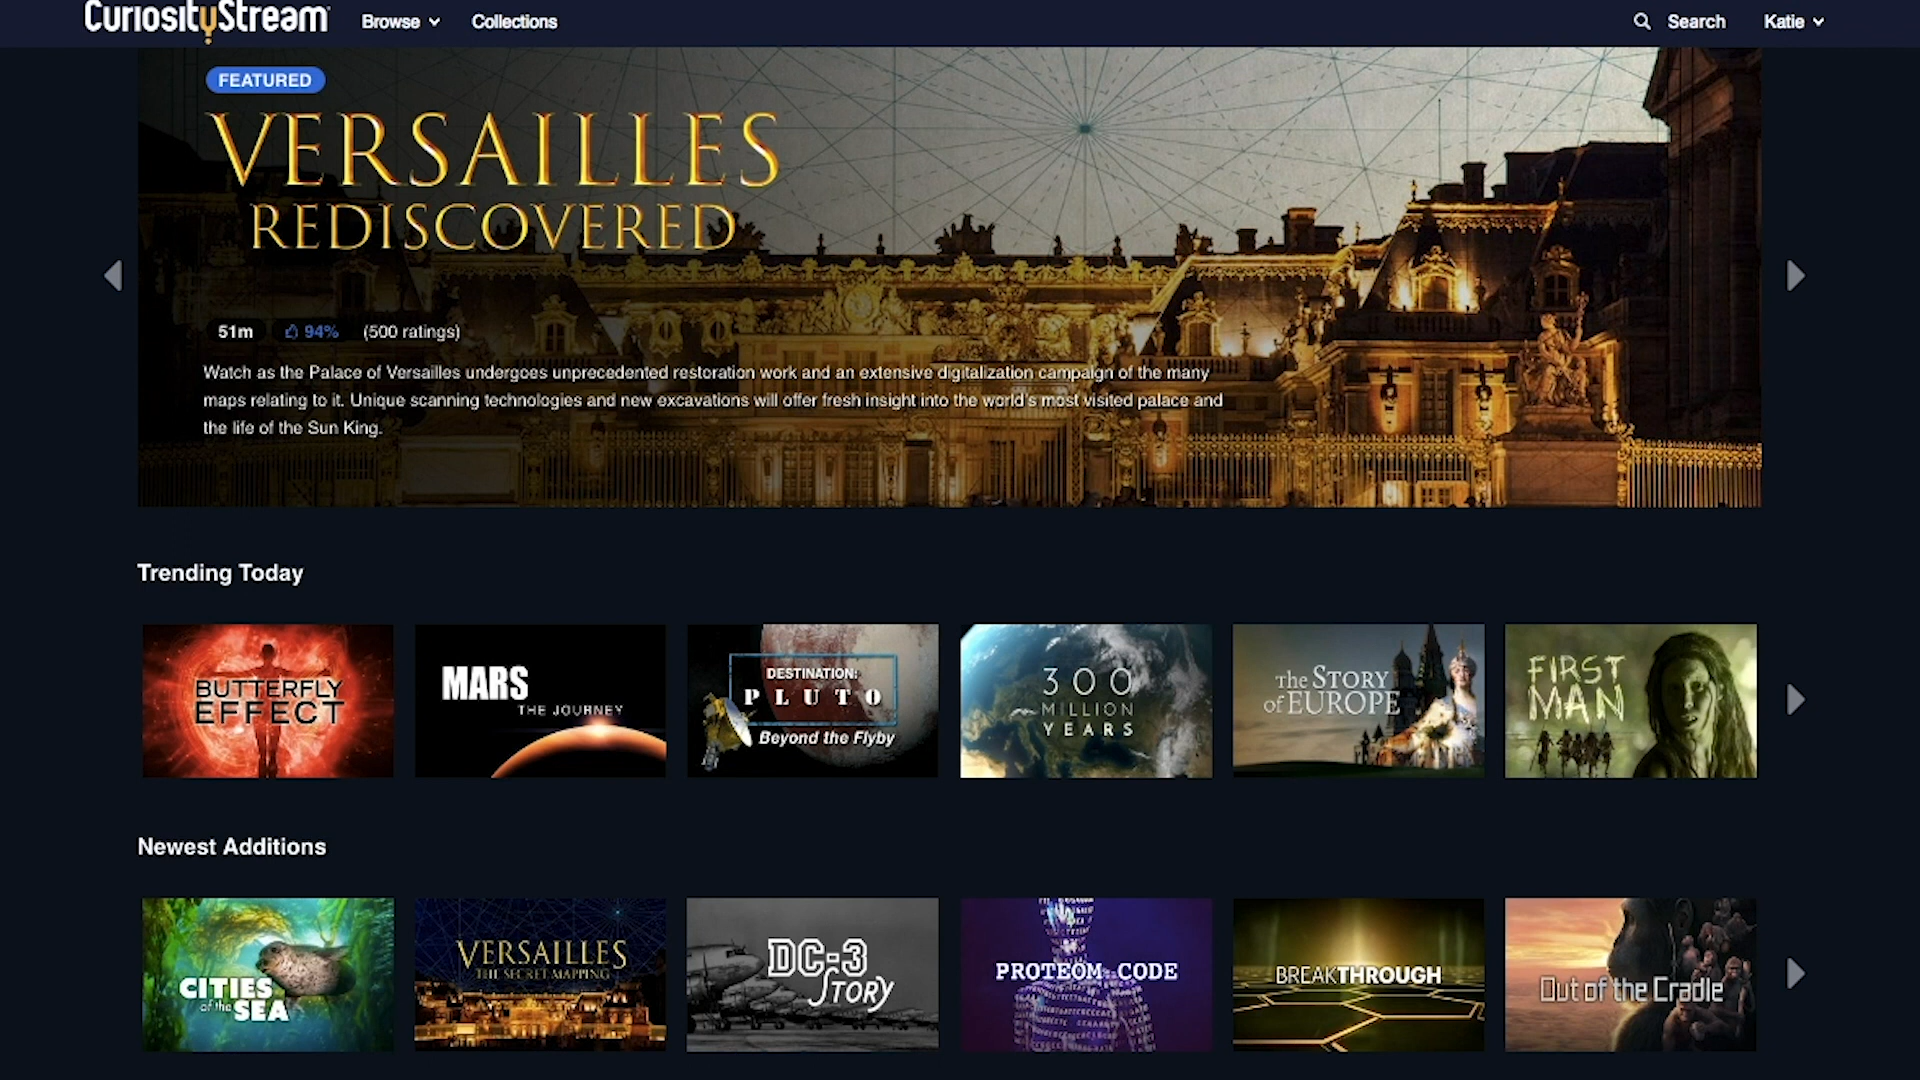 CuriosityStream
Browse
Collections
Search
Katie
FEATURED
VERSAILLES
REDISCOVERED
51m
94%
(500 ratings)
Watch as the Palace of Versailles undergoes unprecedented restoration work and an extensive digitalization campaign of the many
maps relating to it. Unique scanning technologies and new excavations will offer fresh insight into the world's most visited palace and
the life of the Sun King.
Trending Today
BUTTERFLY
EFFECT
MARS
THE JOURNEY
DESTINATION:
PLUTO
Beyond the Flyby
300
MILLION
YEARS
the STORY
of EUROPE
FIRST
MAN
Newest Additions
CITIES
of the SEA
VERSAILLES
THE SECRET MAPPING
DC-3
STORY
PROTEOM CODE
BREAKTHROUGH
Out of the Cradle